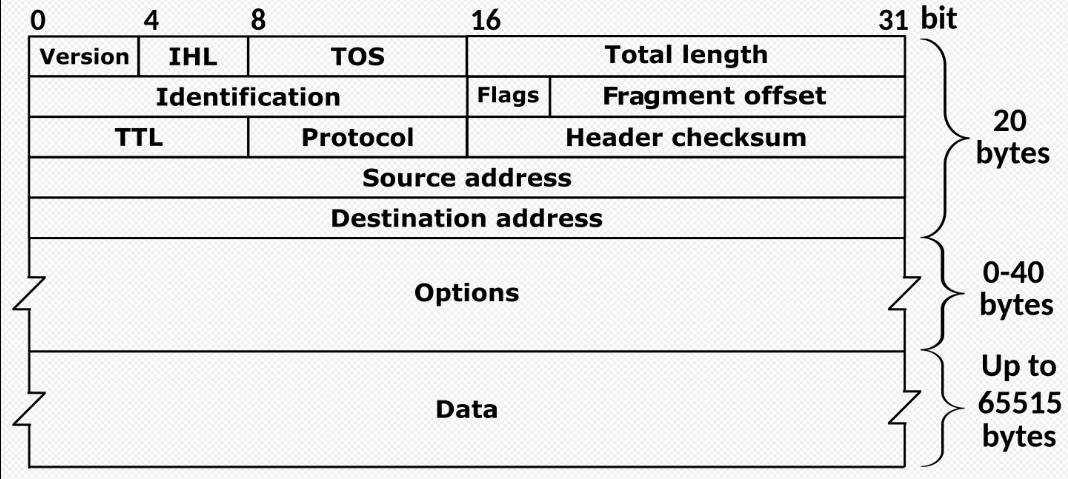 0 4 8 16 31 bit
Version IHL TOS Total length
Identification Flags Fragment offset
TTL Protocol Header checksum
Source address
Destination address
20
bytes
Options
0-40
bytes
Data
Up to
65515
bytes